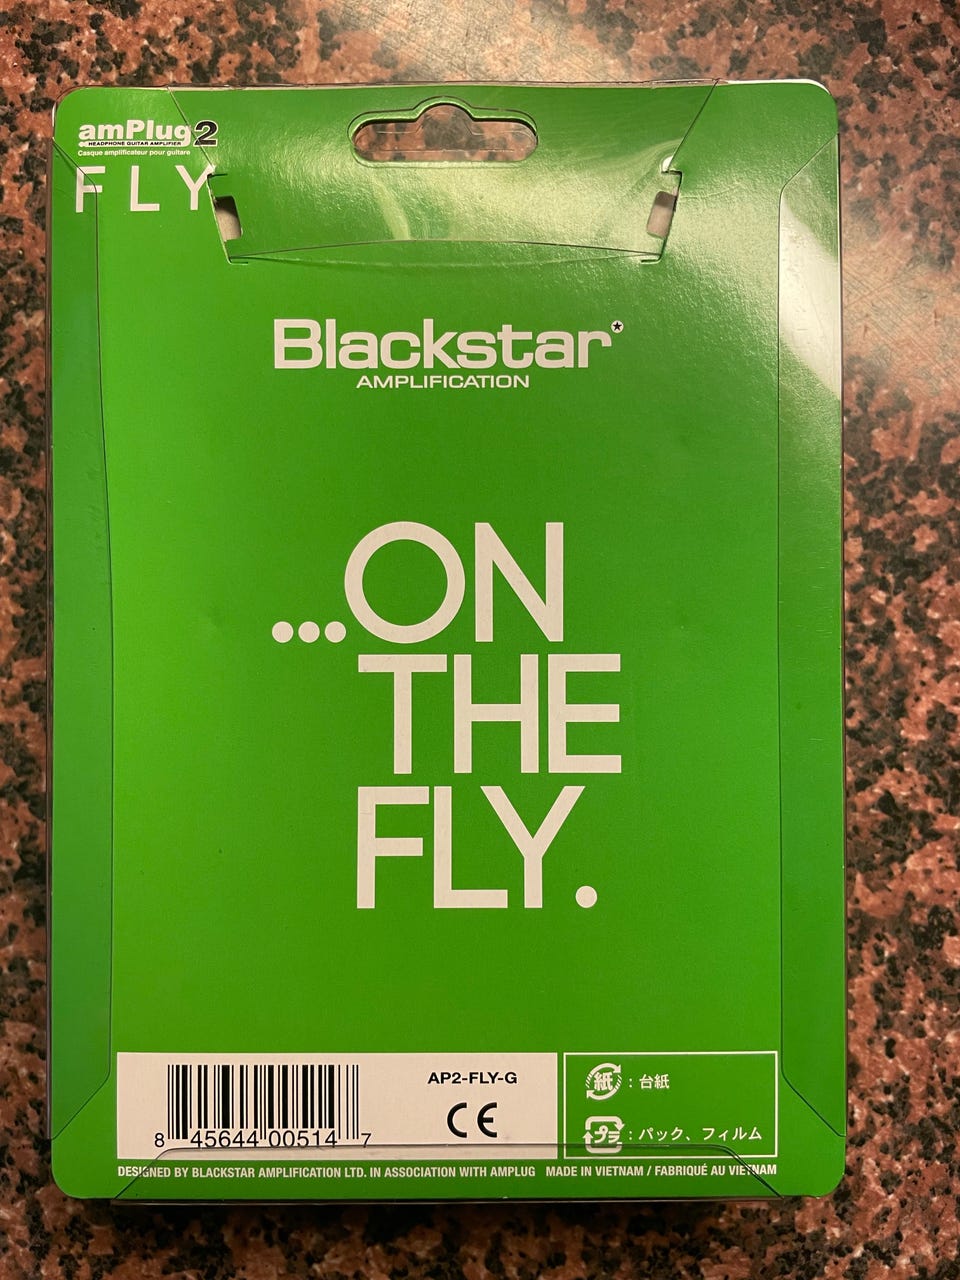 amPlug2
HEADPHONE GUITAR AMPLIFIER
Casque amplificateur pour guitare
FLY
Blackstar
AMPLIFICATION
...ON
THE
FLY.
AP2-FLY-G
CE
8 45644 00514 7
紙 : 台紙
プラ : パック、フィルム
DESIGNED BY BLACKSTAR AMPLIFICATION LTD. IN ASSOCIATION WITH AMPLUG MADE IN VIETNAM / FABRIQUÉ AU VIETNAM